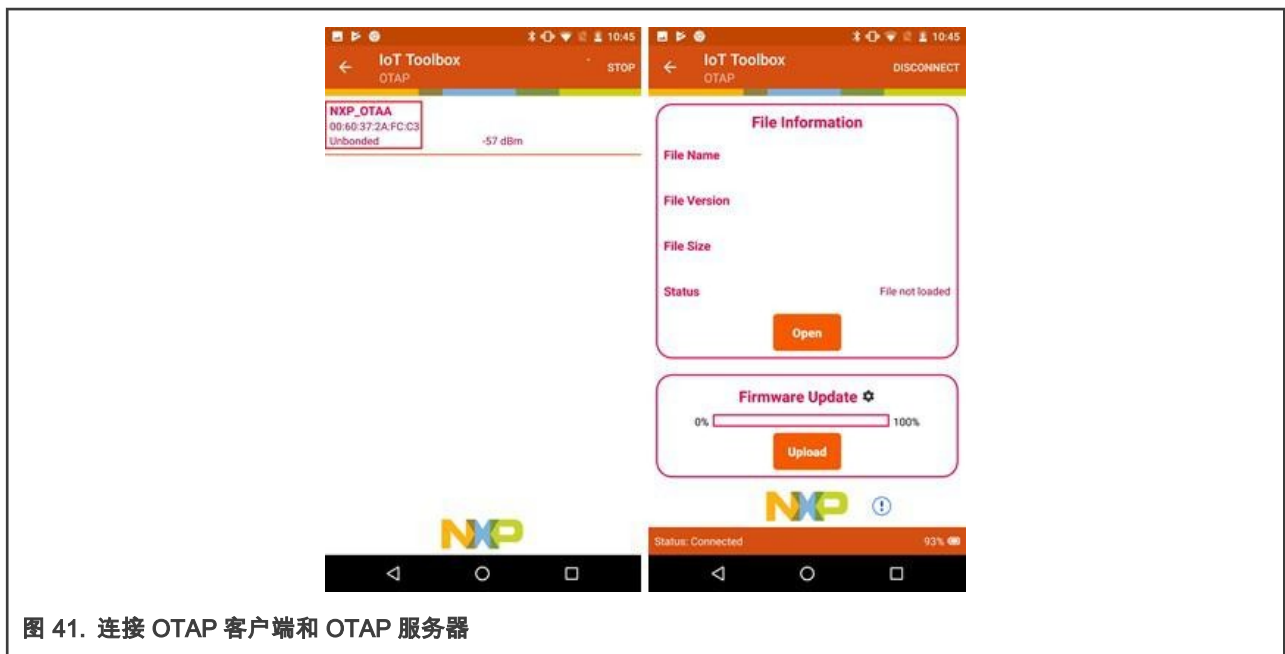 10:45
IoT Toolbox
OTAP
STOP
NXP_OTAA
00:60:37:2A:FC:C3
Unbonded
-57 dBm
NXP
10:45
IoT Toolbox
OTAP
DISCONNECT
File Information
File Name
File Version
File Size
Status File not loaded
Open
Firmware Update
0% 100%
Upload
NXP
Status: Connected 93%
图 41. 连接 OTAP 客户端和 OTAP 服务器